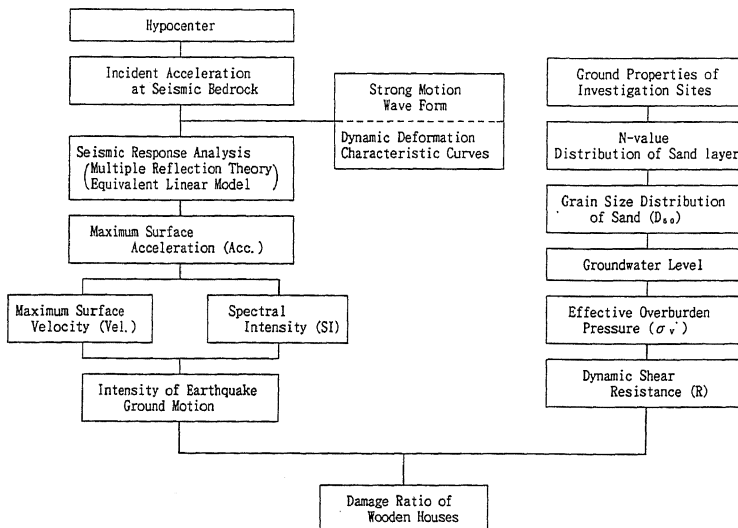 Hypocenter
Incident Acceleration
at Seismic Bedrock
Strong Motion
Wave Form
Dynamic Deformation
Characteristic Curves
Seismic Response Analysis
(Multiple Reflection Theory
Equivalent Linear Model)
Maximum Surface
Acceleration (Acc.)
Maximum Surface
Velocity (Vel.)
Spectral
Intensity (SI)
Intensity of Earthquake
Ground Motion
Ground Properties of
Investigation Sites
N-value
Distribution of Sand layer
Grain Size Distribution
of Sand
Groundwater Level
Effective Overburden
Pressure (σv')
Dynamic Shear
Resistance (R)
Damage Ratio of
Wooden Houses